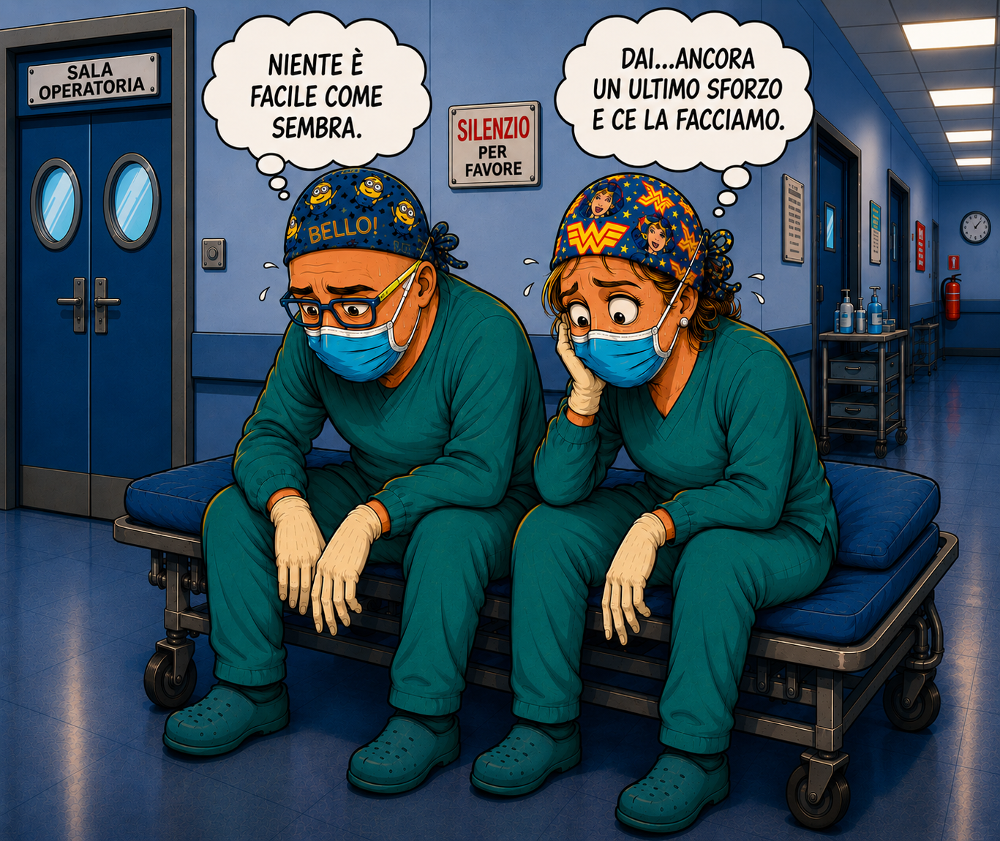 SALA
OPERATORIA
NIENTE È
FACILE COME
SEMBRA.
SILENZIO
PER
FAVORE
DAI...ANCORA
UN ULTIMO SFORZO
E CE LA FACCIAMO.
BELLO!
W